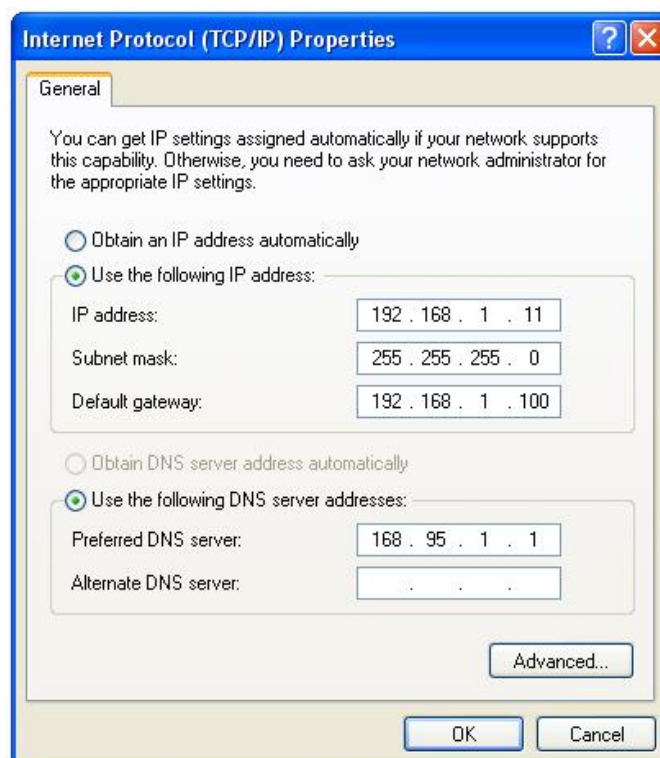 Internet Protocol (TCP/IP) Properties
General
You can get IP settings assigned automatically if your network supports
this capability. Otherwise, you need to ask your network administrator for
the appropriate IP settings.
Obtain an IP address automatically
Use the following IP address:
IP address: 192 . 168 . 1 . 11
Subnet mask: 255 . 255 . 255 . 0
Default gateway: 192 . 168 . 1 . 100
Obtain DNS server address automatically
Use the following DNS server addresses:
Preferred DNS server: 168 . 95 . 1 . 1
Alternate DNS server: . . .
Advanced...
OK Cancel